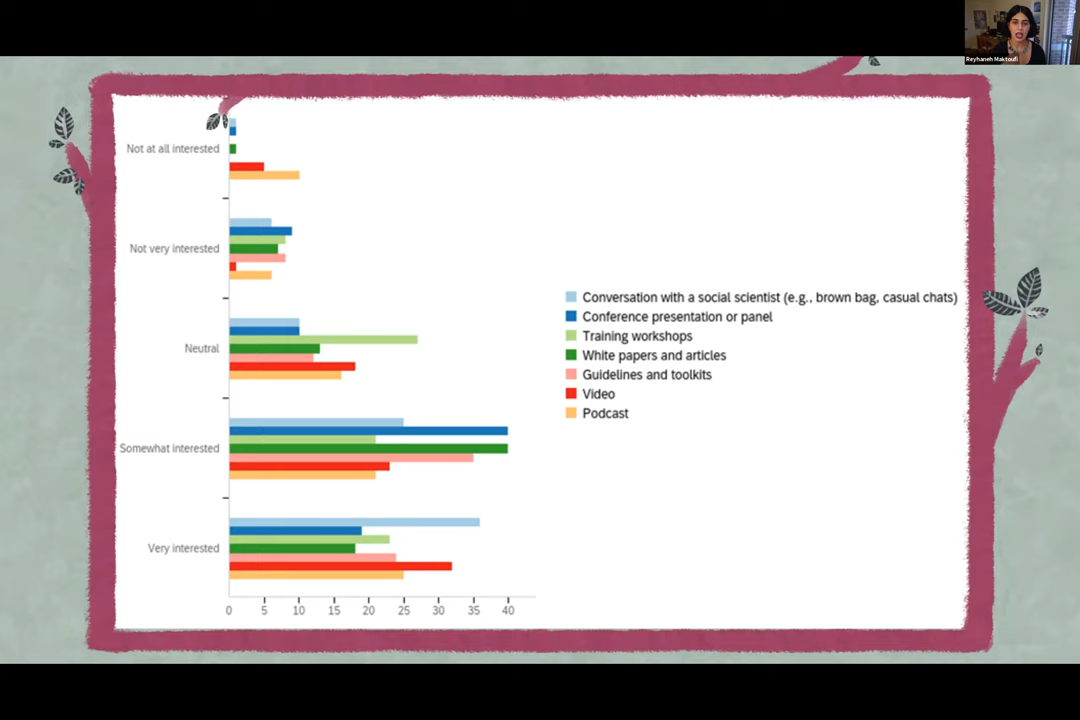 Reyhaneh Maktoufi
Not at all interested
Not very interested
Neutral
Somewhat interested
Very interested
0 5 10 15 20 25 30 35 40
Conversation with a social scientist (e.g., brown bag, casual chats)
Conference presentation or panel
Training workshops
White papers and articles
Guidelines and toolkits
Video
Podcast